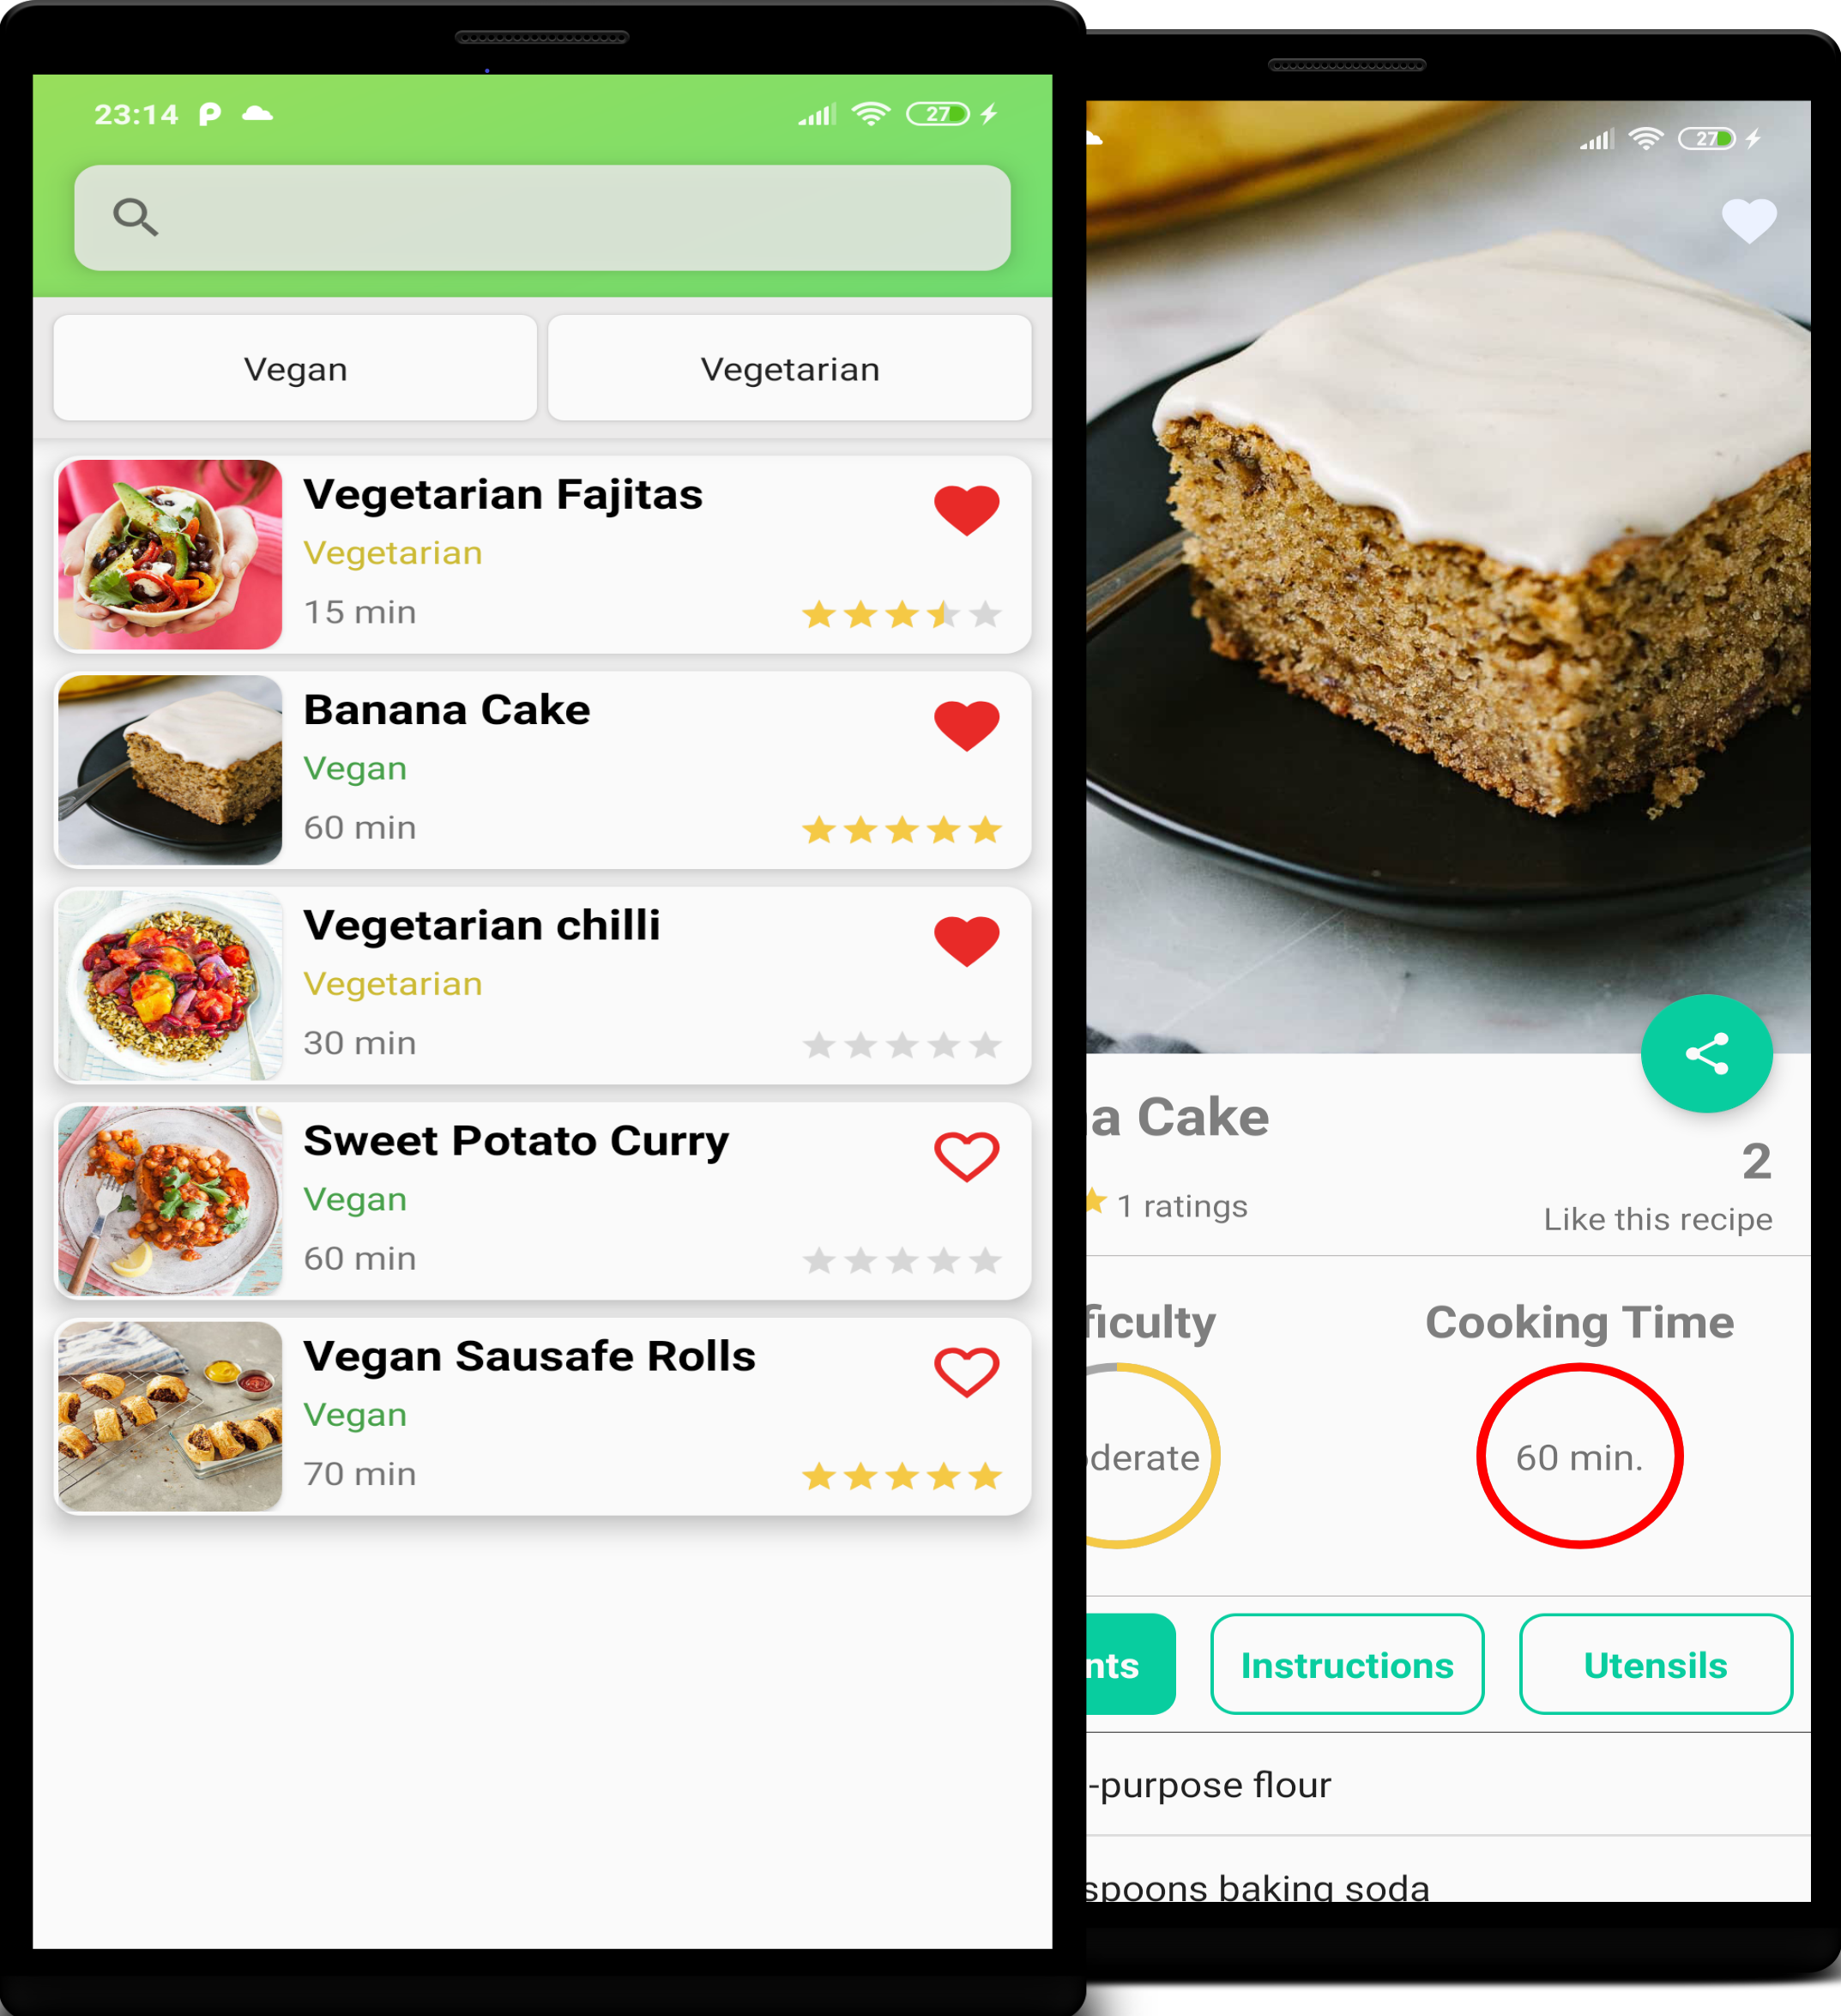 23:14
27
Vegan
Vegetarian
Vegetarian Fajitas
Vegetarian
15 min
Banana Cake
Vegan
60 min
Vegetarian chilli
Vegetarian
30 min
Sweet Potato Curry
Vegan
60 min
Vegan Sausafe Rolls
Vegan
70 min
27
a Cake
2
1 ratings
Like this recipe
ficulty
Cooking Time
derate
60 min.
nts
Instructions
Utensils
-purpose flour
spoons baking soda